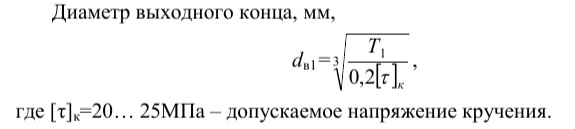 Диаметр выходного конца, мм,
dв1=∛(T1/0,2[τ]к),
где [τ]к=20… 25МПа – допускаемое напряжение кручения.